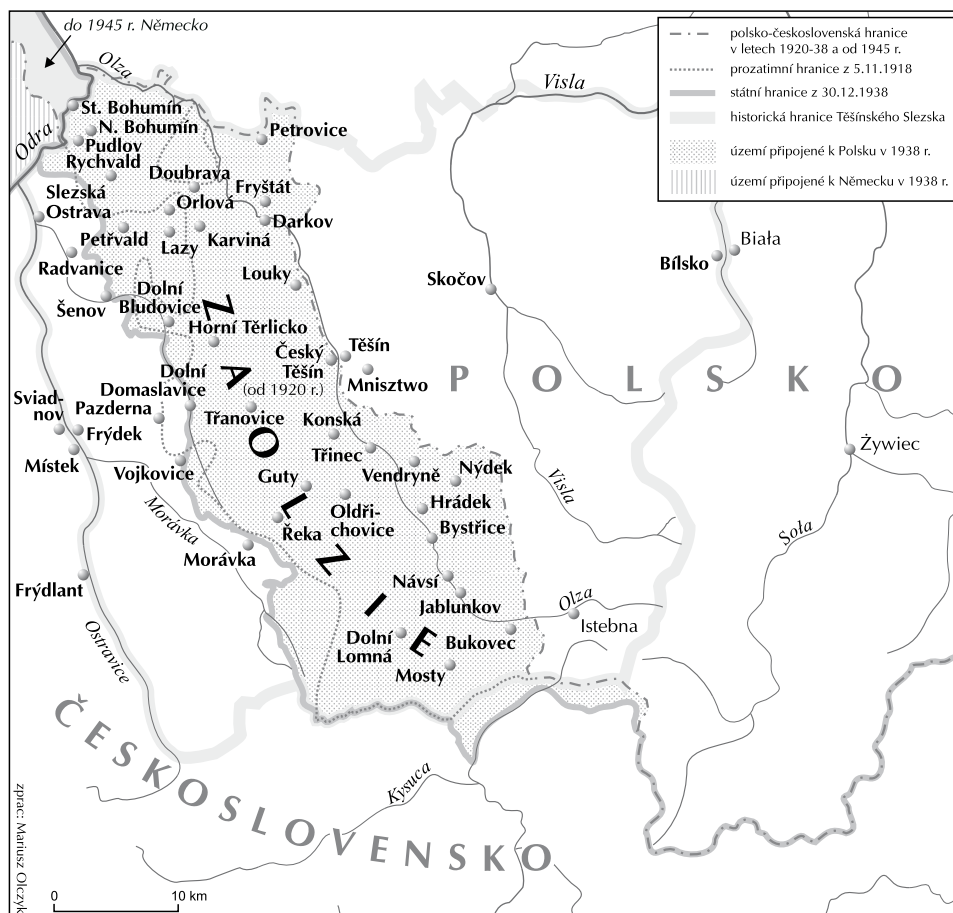 do 1945 r. Německo
polsko-československá hranice
v letech 1920-38 a od 1945 r.
prozatimní hranice z 5.11.1918
státní hranice z 30.12.1938
historická hranice Těšínského Slezska
území připojené k Polsku v 1938 r.
území připojené k Německu v 1938 r.
Olza
Visla
Odra
St. Bohumín
N. Bohumín
Pudlov
Rychvald
Petrovice
Doubrava
Fryštát
Slezská
Ostrava
Orlová
Darkov
Petřvald
Lazy
Karviná
Radvanice
Louky
Skočov
Bílsko
Biała
Šenov
Dolní
Bludovice
Horní Těrlicko
Český
Těšín
(od 1920 r.)
Těšín
Mnisztwo
POLSKO
Dolní
Domaslavice
Sviad-
nov
Pazderna
Frýdek
Třanovice
Konská
Místek
Vojkovice
Třinec
Vendryně
Nýdek
Żywiec
Guty
Hrádek
Visla
Oldři-
chovice
Bystřice
Řeka
Morávka
Morávka
Soła
Frýdlant
Návsí
Jablunkov
Olza
Istebna
Dolní
Lomná
Bukovec
Mosty
ZAOLZIE
Ostravice
ČESKOSLOVENSKO
Kysuca
zprac: Mariusz Olczyk
0 10 km